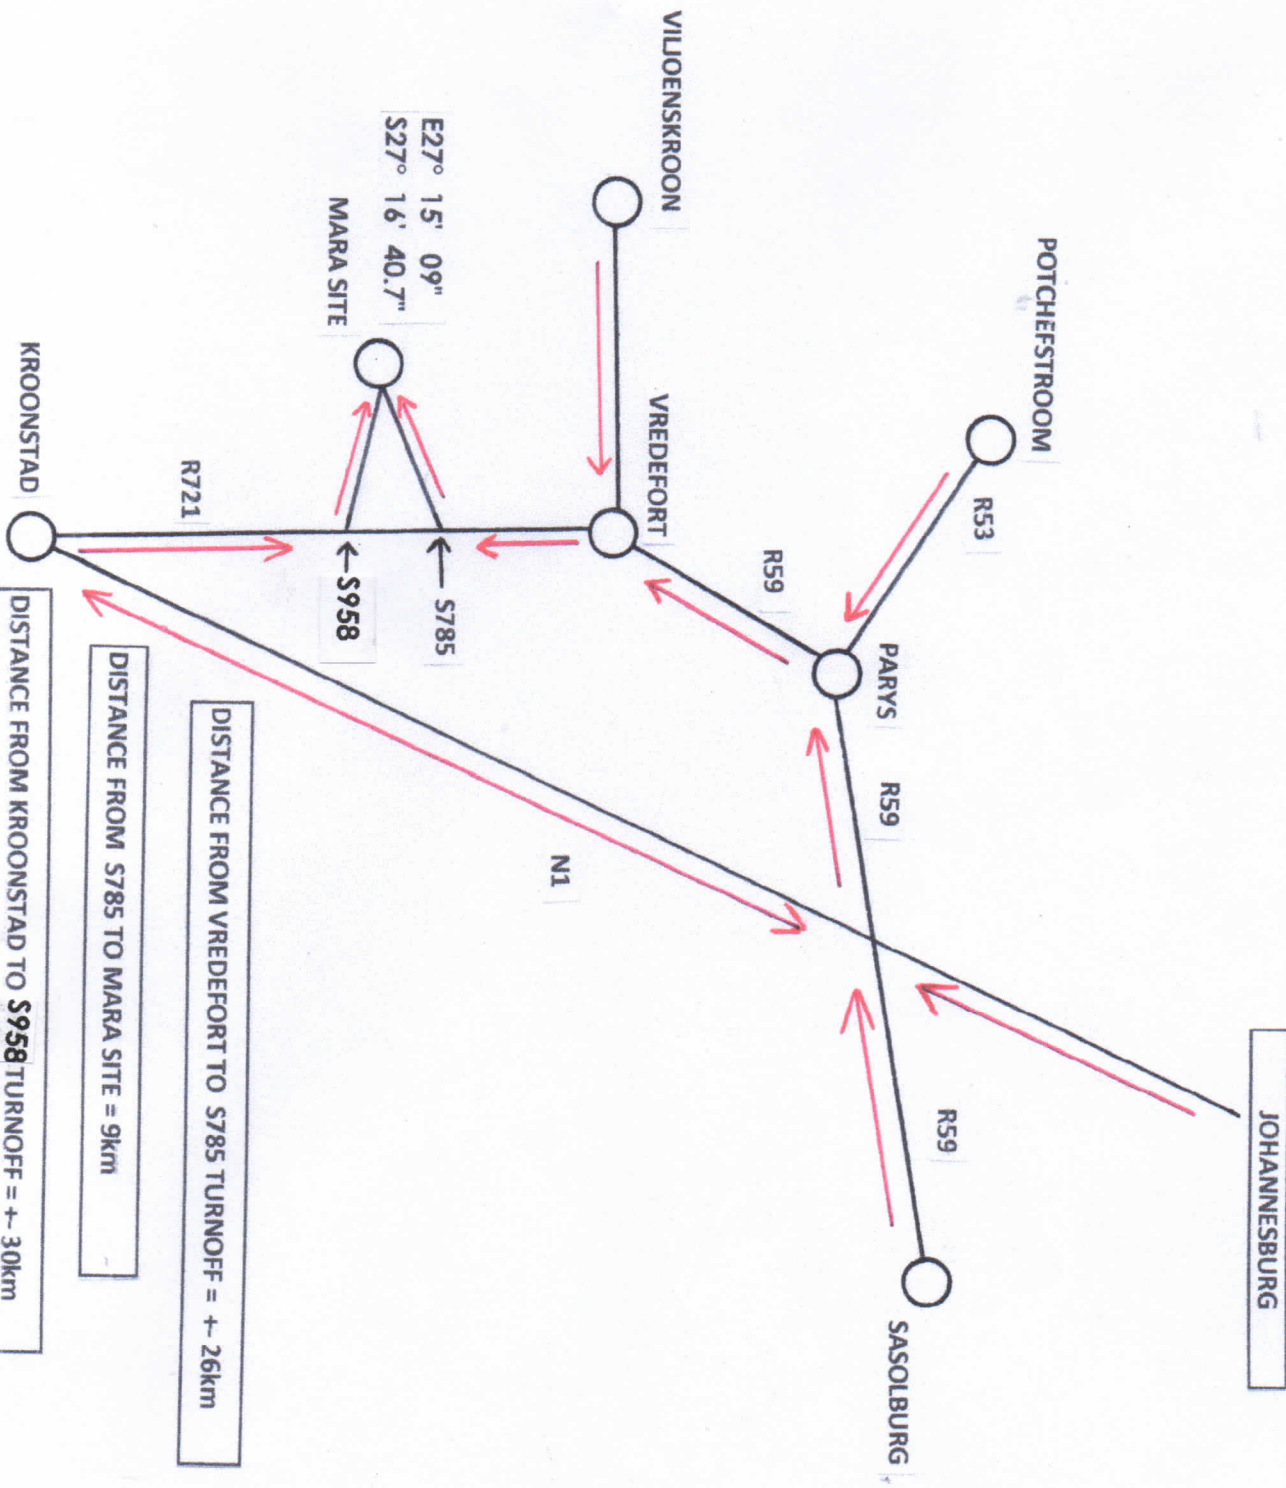 JOHANNESBURG
POTCHEFSTROOM
R53
PARYS
R59
R59
SASOLBURG
R59
VILJOENSKROON
VREDEFORT
N1
E27° 15' 09"
S27° 16' 40.7"
MARA SITE
S785
S958
R721
KROONSTAD
DISTANCE FROM VREDEFORT TO S785 TURNOFF = +- 26km
DISTANCE FROM S785 TO MARA SITE = 9km
DISTANCE FROM KROONSTAD TO S958 TURNOFF = +- 30km